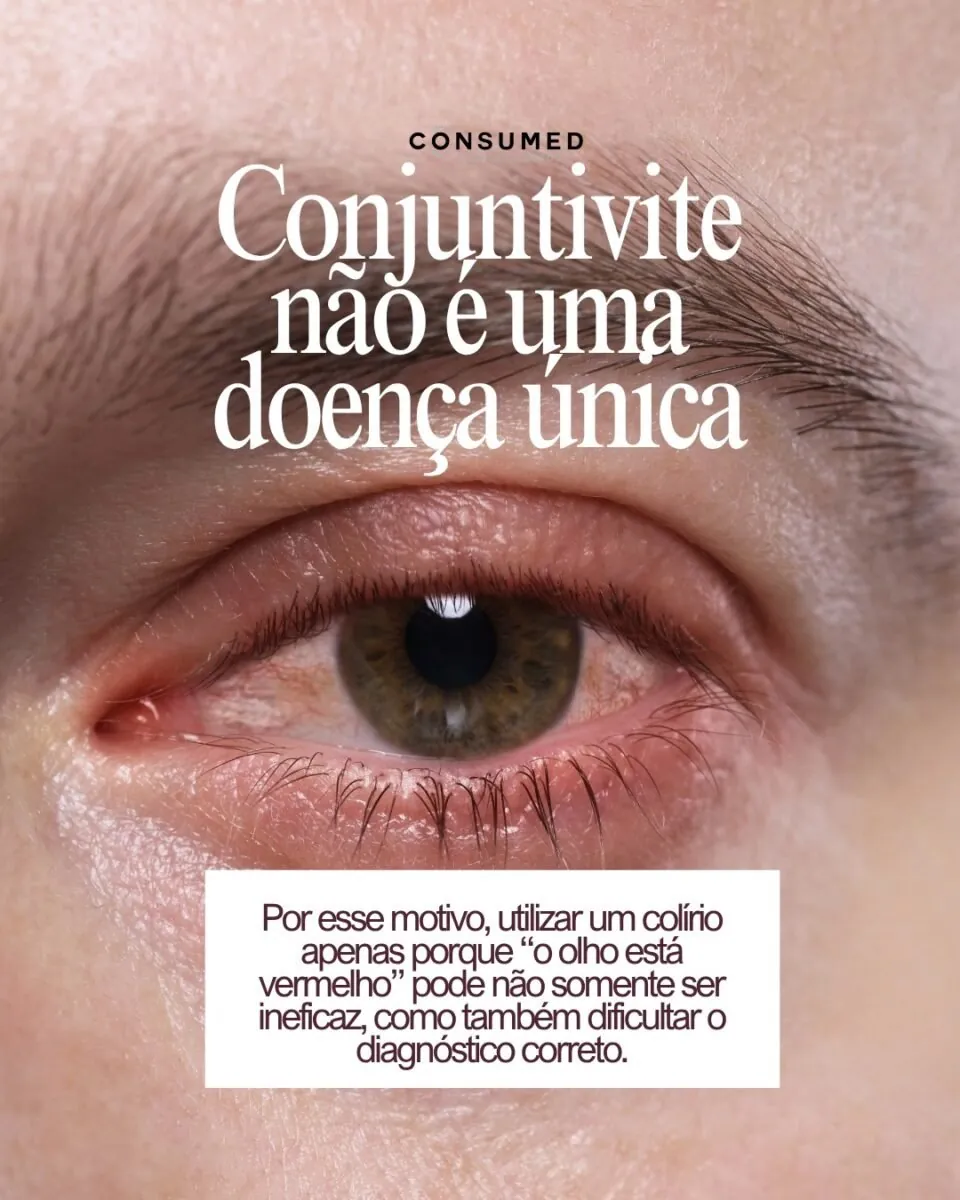 CONSUMED
Conjuntivite
não é uma
doença única
Por esse motivo, utilizar um colírio
apenas porque “o olho está
vermelho” pode não somente ser
ineficaz, como também dificultar o
diagnóstico correto.